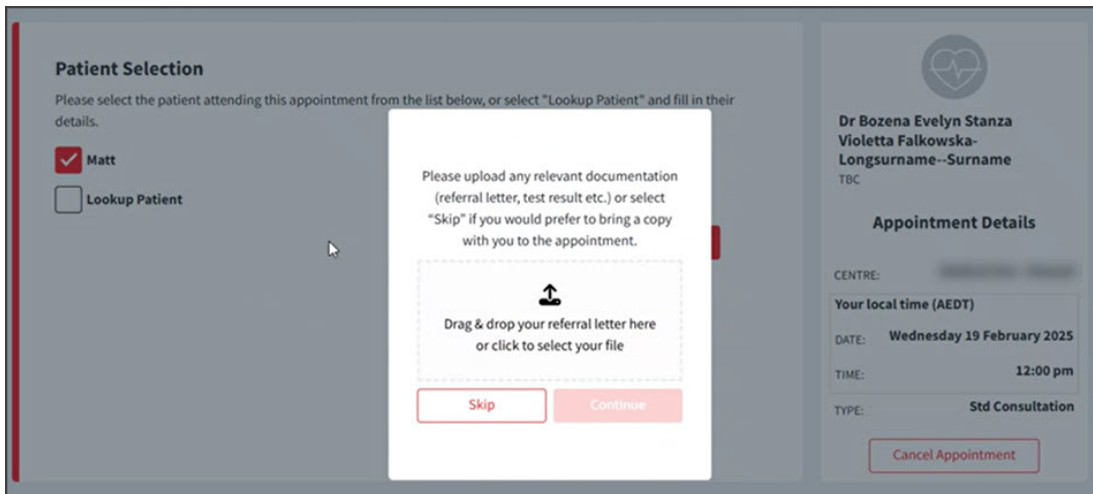 Patient Selection
Please select the patient attending this appointment from the list below, or select "Lookup Patient" and fill in their
details.
Matt
Lookup Patient
Please upload any relevant documentation
(referral letter, test result etc.) or select
“Skip” if you would prefer to bring a copy
with you to the appointment.
Drag & drop your referral letter here
or click to select your file
Skip
Continue
Dr Bozena Evelyn Stanza
Violetta Falkowska-
Longsurname--Surname
TBC
Appointment Details
CENTRE:
Your local time (AEDT)
DATE: Wednesday 19 February 2025
TIME: 12:00 pm
TYPE: Std Consultation
Cancel Appointment